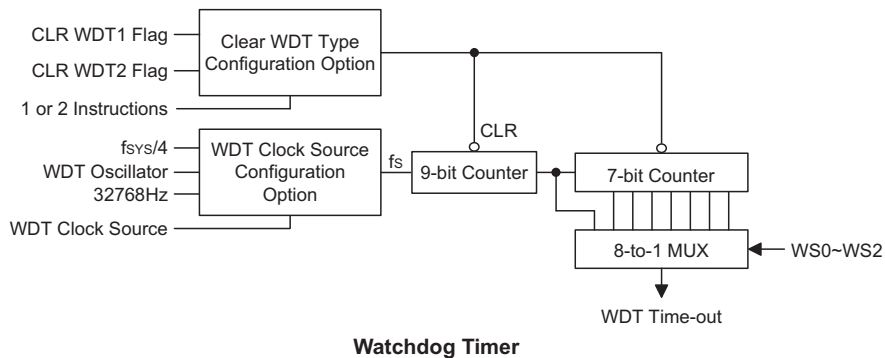 CLR WDT1 Flag
CLR WDT2 Flag
1 or 2 Instructions
Clear WDT Type
Configuration Option
fSYS/4
WDT Oscillator
32768Hz
WDT Clock Source
WDT Clock Source
Configuration
Option
fS
CLR
9-bit Counter
7-bit Counter
8-to-1 MUX
WS0~WS2
WDT Time-out
Watchdog Timer